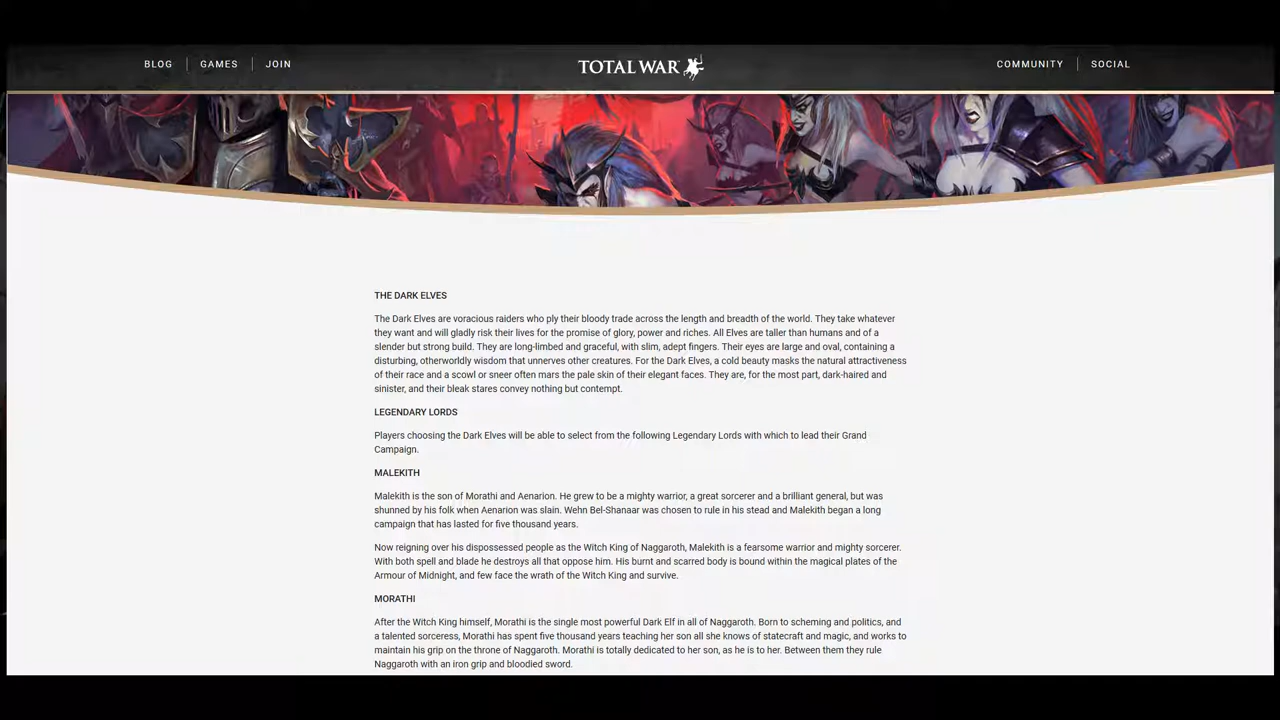 BLOG GAMES JOIN TOTAL WAR COMMUNITY SOCIAL
THE DARK ELVES
The Dark Elves are voracious raiders who ply their bloody trade across the length and breadth of the world. They take whatever
they want and will gladly risk their lives for the promise of glory, power and riches. All Elves are taller than humans and of a
slender but strong build. They are long-limbed and graceful, with slim, adept fingers. Their eyes are large and oval, containing a
disturbing, otherworldly wisdom that unnerves other creatures. For the Dark Elves, a cold beauty masks the natural attractiveness
of their race and a scowl or sneer often mars the pale skin of their elegant faces. They are, for the most part, dark-haired and
sinister, and their bleak stares convey nothing but contempt.
LEGENDARY LORDS
Players choosing the Dark Elves will be able to select from the following Legendary Lords with which to lead their Grand
Campaign.
MALEKITH
Malekith is the son of Morathi and Aenarion. He grew to be a mighty warrior, a great sorcerer and a brilliant general, but was
shunned by his folk when Aenarion was slain. Wehn Bel-Shanaar was chosen to rule in his stead and Malekith began a long
campaign that has lasted for five thousand years.
Now reigning over his dispossessed people as the Witch King of Naggaroth, Malekith is a fearsome warrior and mighty sorcerer.
With both spell and blade he destroys all that oppose him. His burnt and scarred body is bound within the magical plates of the
Armour of Midnight, and few face the wrath of the Witch King and survive.
MORATHI
After the Witch King himself, Morathi is the single most powerful Dark Elf in all of Naggaroth. Born to scheming and politics, and
a talented sorceress, Morathi has spent five thousand years teaching her son all she knows of statecraft and magic, and works to
maintain his grip on the throne of Naggaroth. Morathi is totally dedicated to her son, as he is to her. Between them they rule
Naggaroth with an iron grip and bloodied sword.